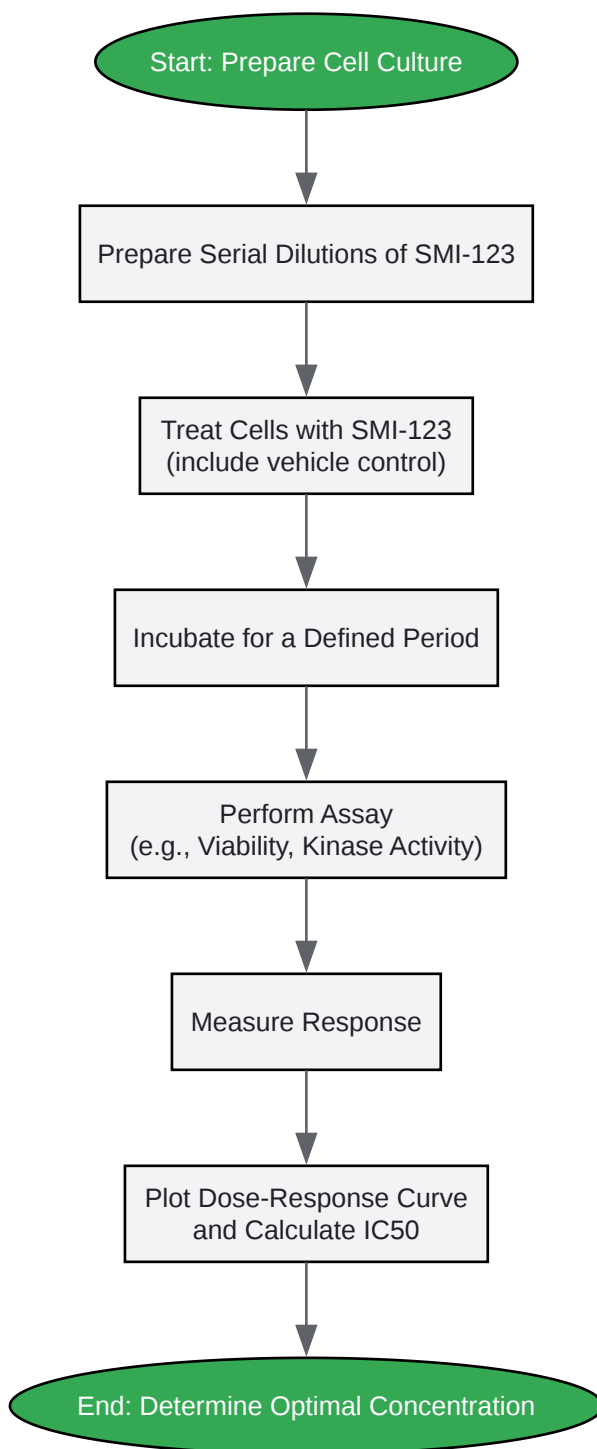 Start: Prepare Cell Culture
Prepare Serial Dilutions of SMI-123
Treat Cells with SMI-123
(include vehicle control)
Incubate for a Defined Period
Perform Assay
(e.g., Viability, Kinase Activity)
Measure Response
Plot Dose-Response Curve
and Calculate IC50
End: Determine Optimal Concentration